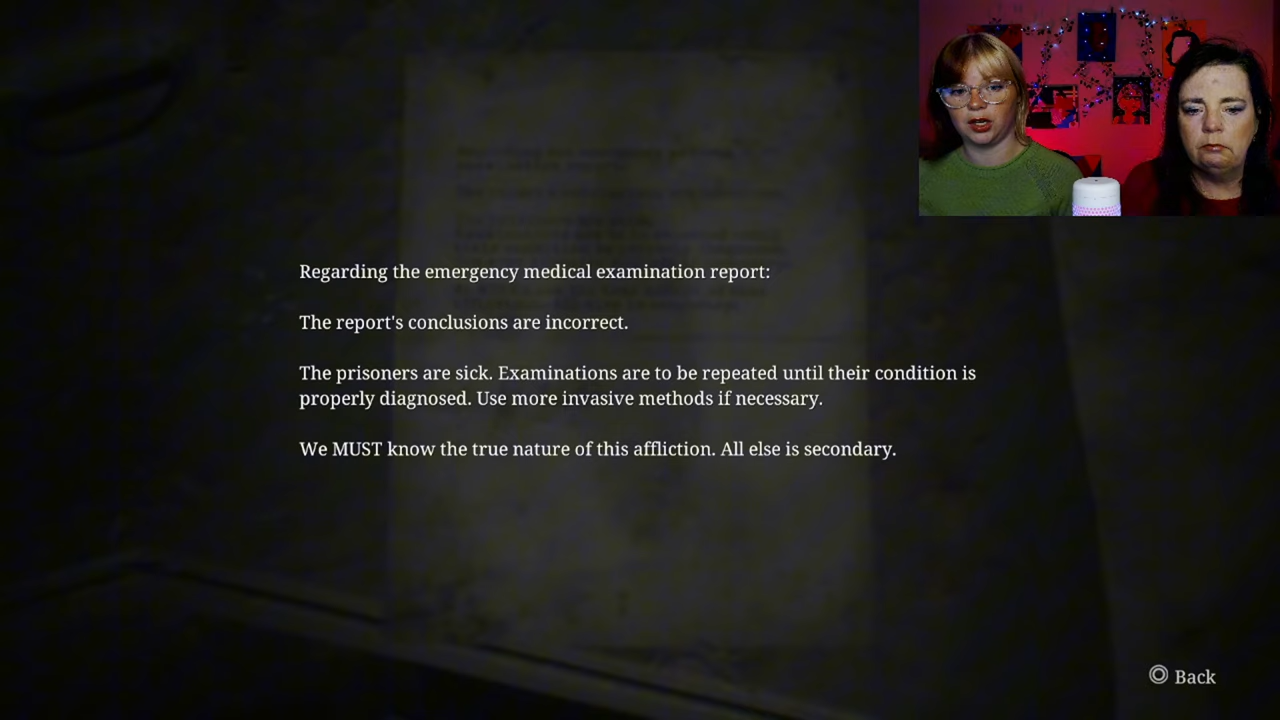 Regarding the emergency medical examination report:
The report's conclusions are incorrect.
The prisoners are sick. Examinations are to be repeated until their condition is
properly diagnosed. Use more invasive methods if necessary.
We MUST know the true nature of this affliction. All else is secondary.
Back